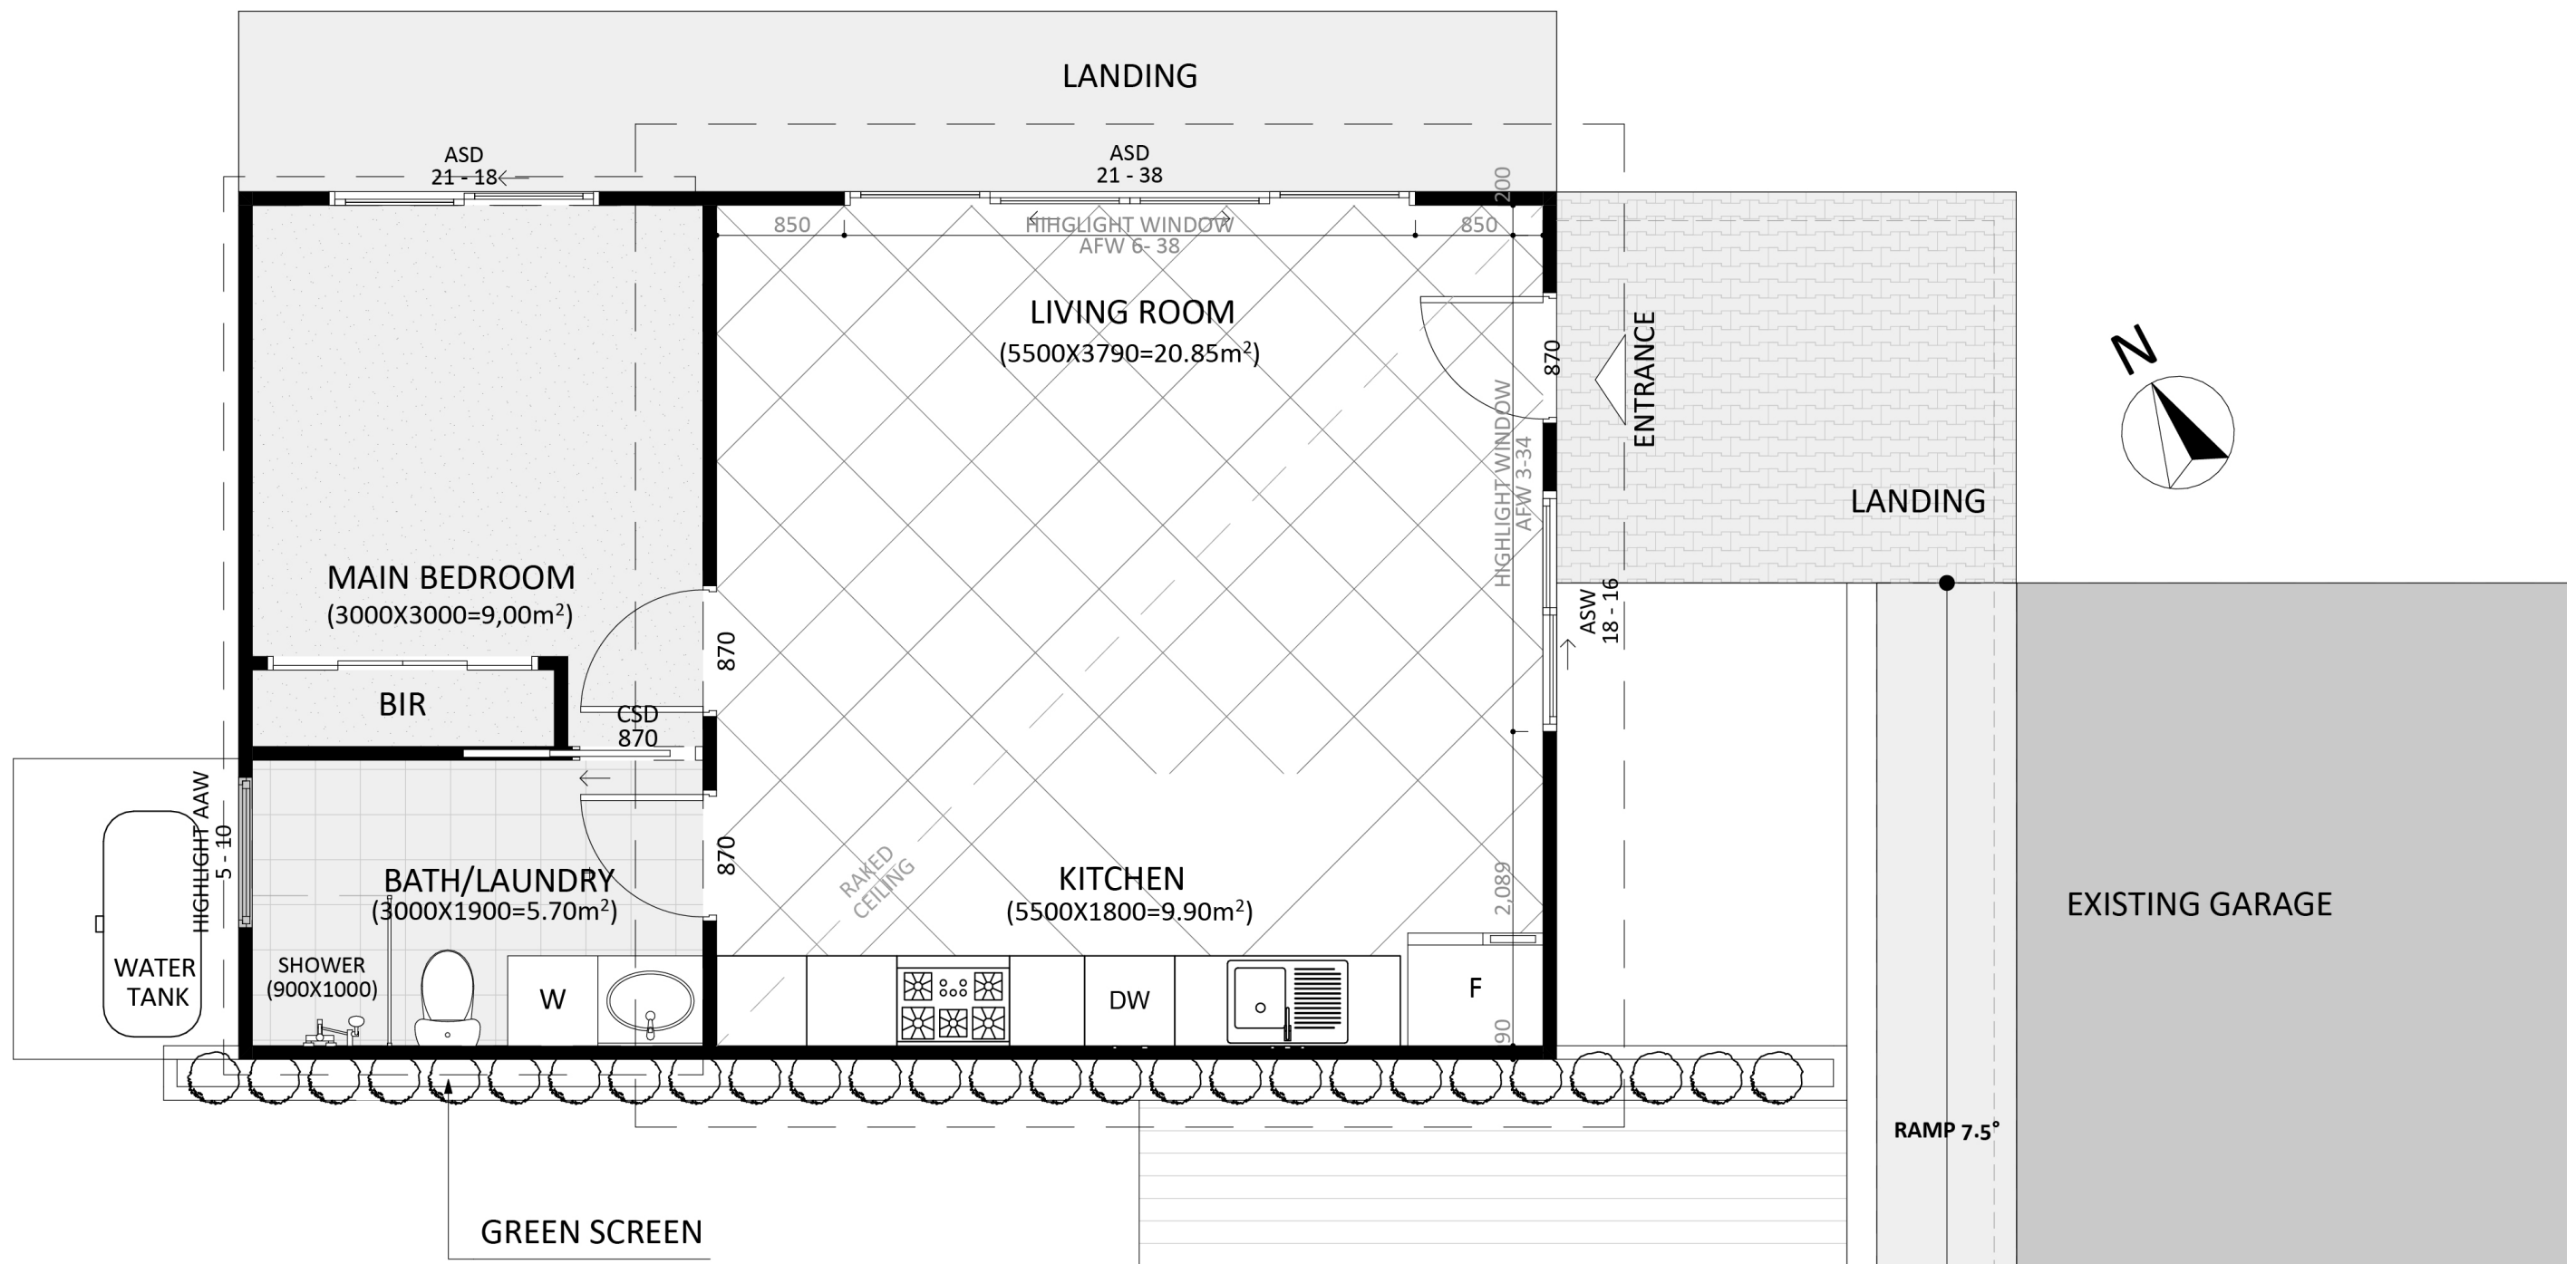 LANDING
ASD
21 - 18
ASD
21 - 38
200
850
HIHGLIGHT WINDOW
AFW 6- 38
850
LIVING ROOM
(5500X3790=20.85m²)
870
ENTRANCE
N
HIGHLIGHT WINDOW
AFW 3-34
LANDING
MAIN BEDROOM
(3000X3000=9,00m²)
870
ASW
18 - 16
BIR
CSD
870
HIGHLIGHT AAW
5 - 10
BATH/LAUNDRY
(3000X1900=5.70m²)
870
RAKED
CEILING
KITCHEN
(5500X1800=9.90m²)
2,089
EXISTING GARAGE
WATER
TANK
SHOWER
(900X1000)
W
DW
F
90
RAMP 7.5°
GREEN SCREEN